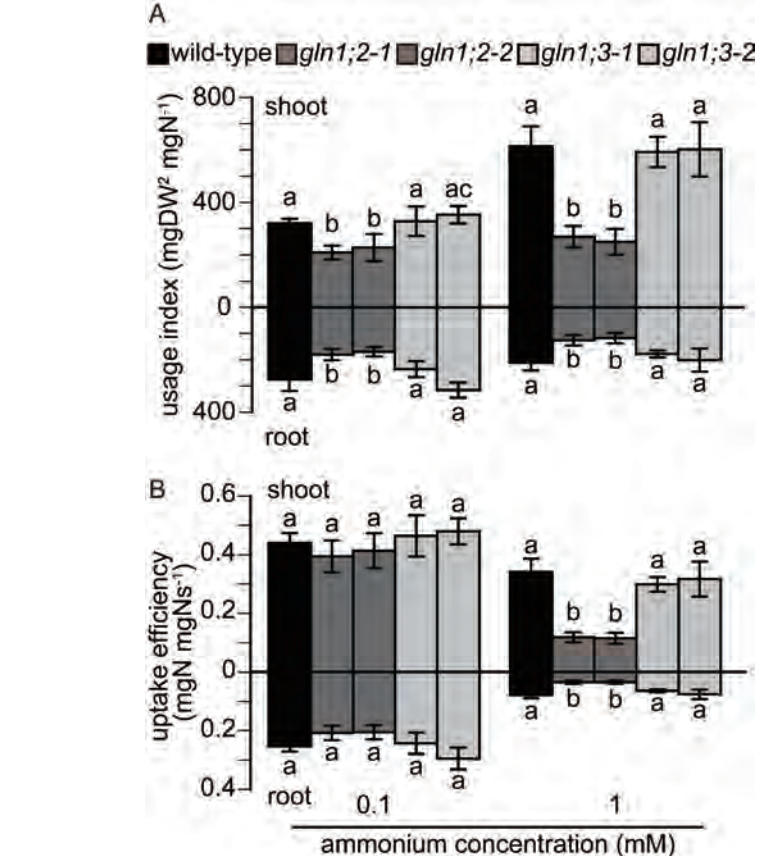 A
wild-type gln1;2-1 gln1;2-2 gln1;3-1 gln1;3-2
usage index (mgDW² mgN⁻¹)
800
400
0
400
shoot
a b b a ac a b b a a
a b b a a a b b a a
root
B
uptake efficiency
(mgN mgNs⁻¹)
0.6
0.4
0.2
0
0.2
0.4
shoot
a a a a a a b b a a
a a a a a a b b a a
root
0.1 1
ammonium concentration (mM)